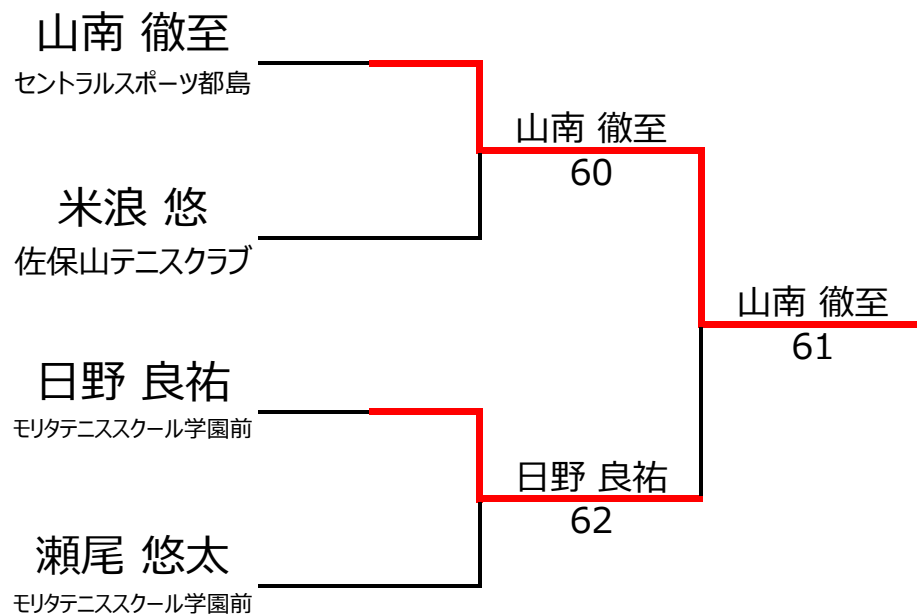 山南 徹至
セントラルスポーツ都島
米浪 悠
佐保山テニスクラブ
日野 良祐
モリタテニススクール学園前
瀬尾 悠太
モリタテニススクール学園前
山南 徹至
60
日野 良祐
62
山南 徹至
61